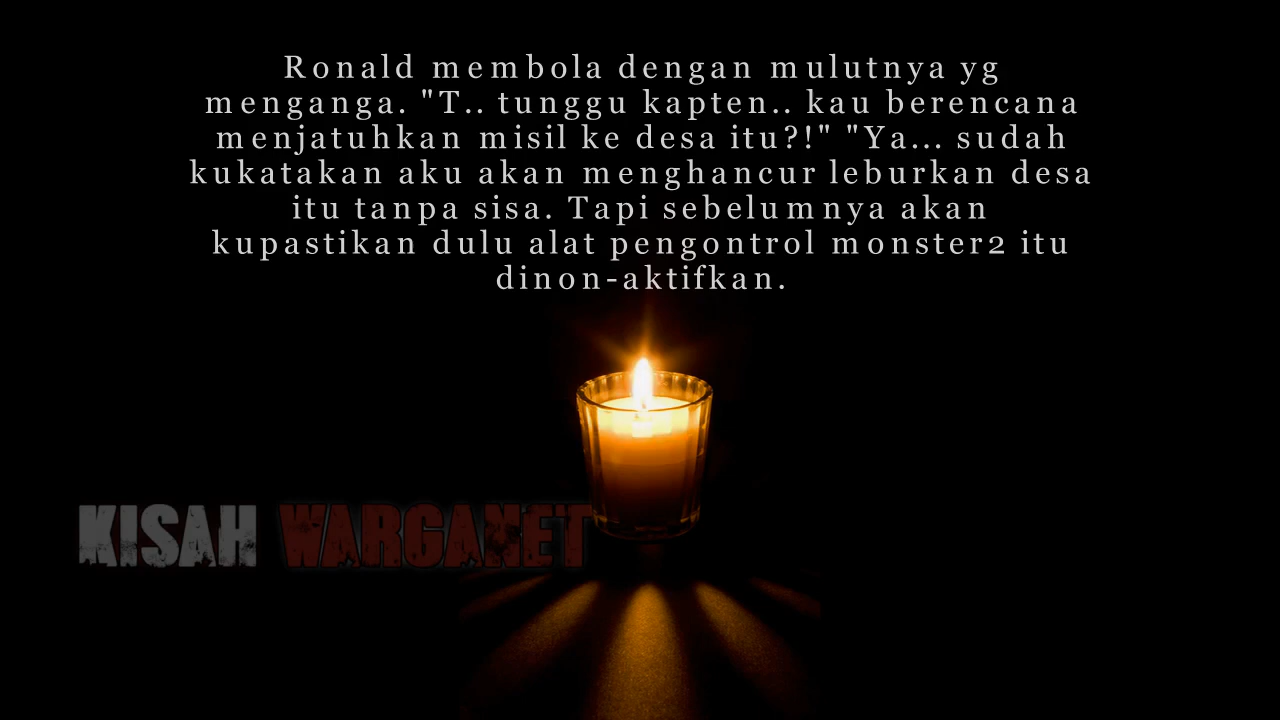 Ronald membola dengan mulutnya yg
menganga. "T.. tunggu kapten.. kau berencana
menjatuhkan misil ke desa itu?!" "Ya... sudah
kukatakan aku akan menghancur leburkan desa
itu tanpa sisa. Tapi sebelumnya akan
kupastikan dulu alat pengontrol monster2 itu
dinon-aktifkan.
KISAH WARGANET